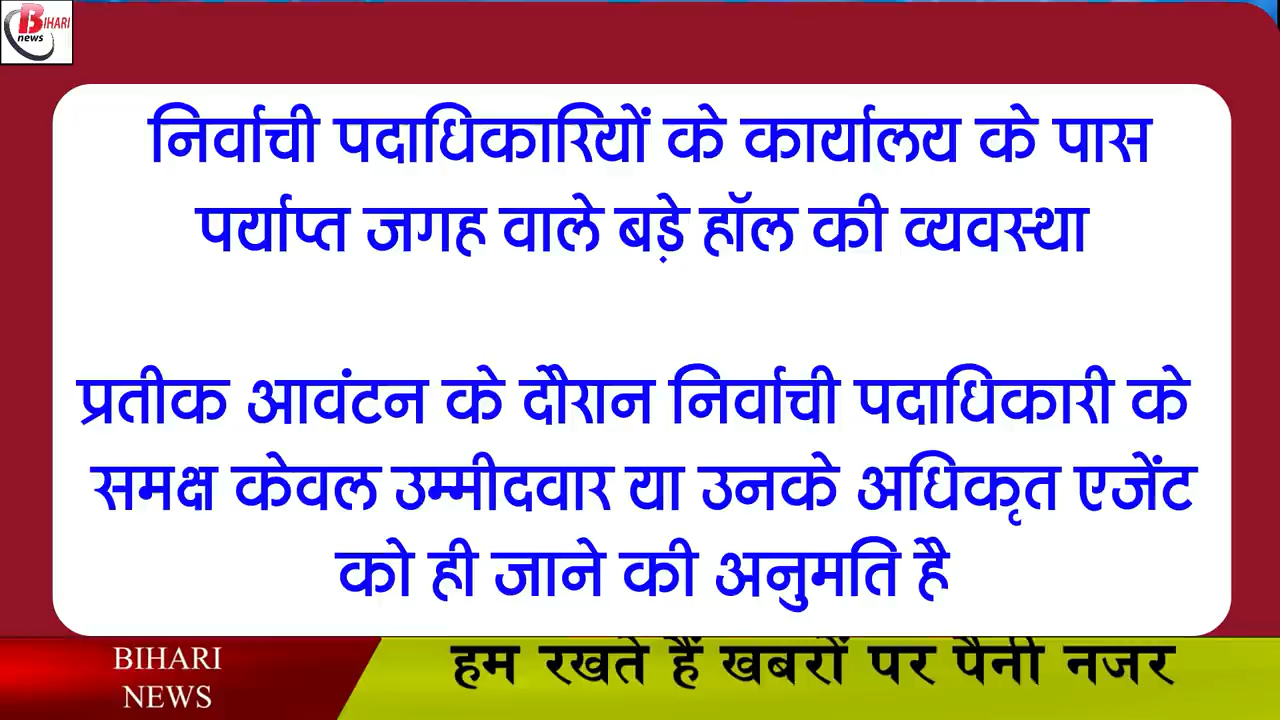 BIHARI
news
निर्वाची पदाधिकारियों के कार्यालय के पास
पर्याप्त जगह वाले बड़े हॉल की व्यवस्था
प्रतीक आवंटन के दौरान निर्वाची पदाधिकारी के
समक्ष केवल उम्मीदवार या उनके अधिकृत एजेंट
को ही जाने की अनुमति है
BIHARI
NEWS
हम रखते हैं खबरों पर पैनी नजर